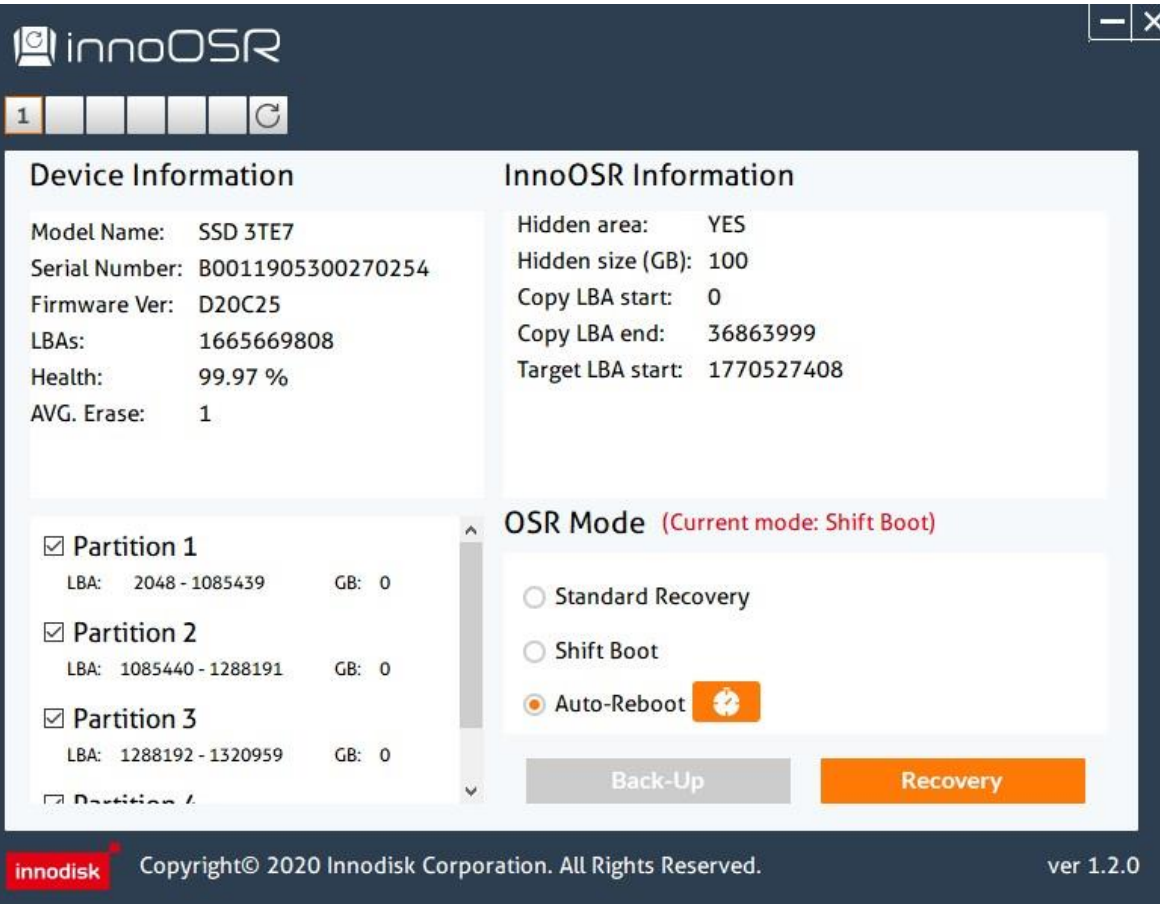 innoOSR
1
Device Information
Model Name: SSD 3TE7
Serial Number: B0011905300270254
Firmware Ver: D20C25
LBAs: 1665669808
Health: 99.97 %
AVG. Erase: 1
InnoOSR Information
Hidden area: YES
Hidden size (GB): 100
Copy LBA start: 0
Copy LBA end: 36863999
Target LBA start: 1770527408
Partition 1
LBA: 2048 - 1085439 GB: 0
Partition 2
LBA: 1085440 - 1288191 GB: 0
Partition 3
LBA: 1288192 - 1320959 GB: 0
Partition 4
OSR Mode (Current mode: Shift Boot)
Standard Recovery
Shift Boot
Auto-Reboot
Back-Up Recovery
innodisk Copyright© 2020 Innodisk Corporation. All Rights Reserved. ver 1.2.0